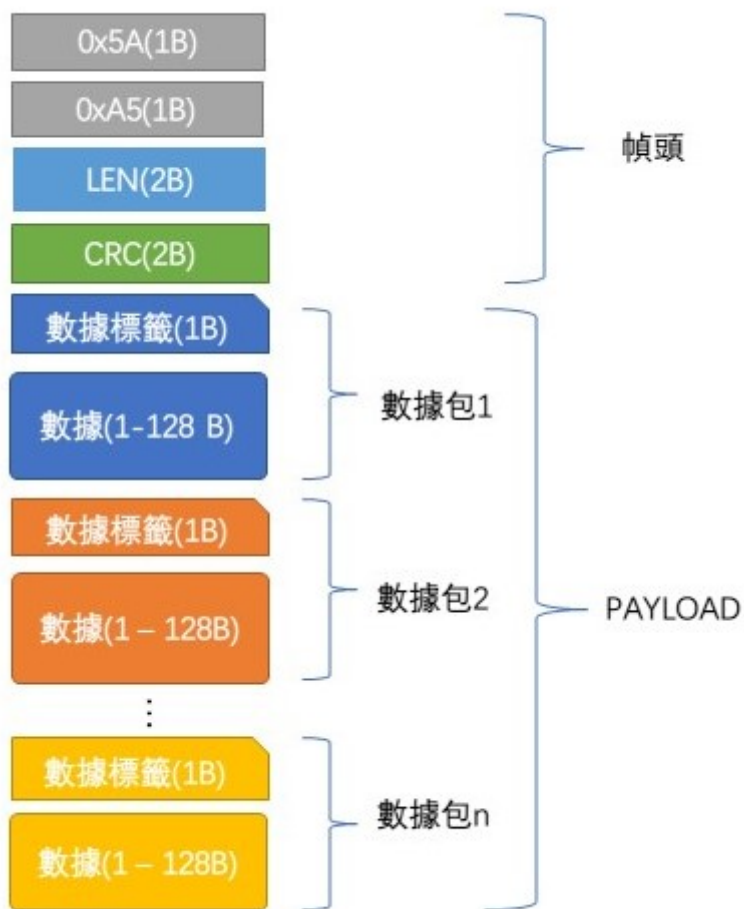 0x5A(1B)
0xA5(1B)
LEN(2B)
CRC(2B)
幀頭
數據標籤(1B)
數據(1-128 B)
數據包1
數據標籤(1B)
數據(1 – 128B)
數據包2
PAYLOAD
⋮
數據標籤(1B)
數據(1 – 128B)
數據包n